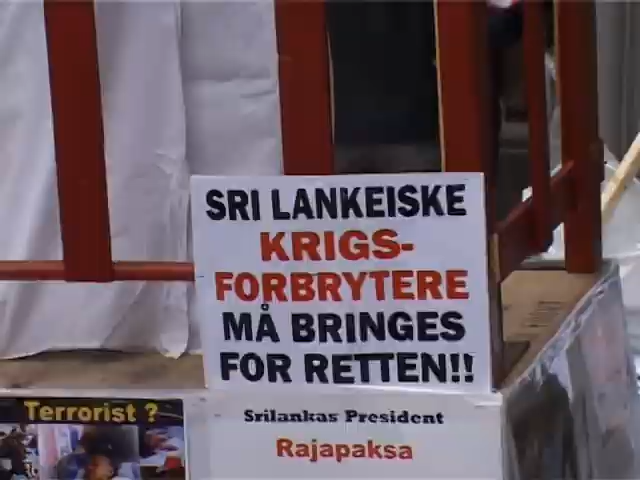 SRI LANKEISKE
KRIGS-
FORBRYTERE
MÅ BRINGES
FOR RETTEN!!
Terrorist ?
Srilankas President
Rajapaksa